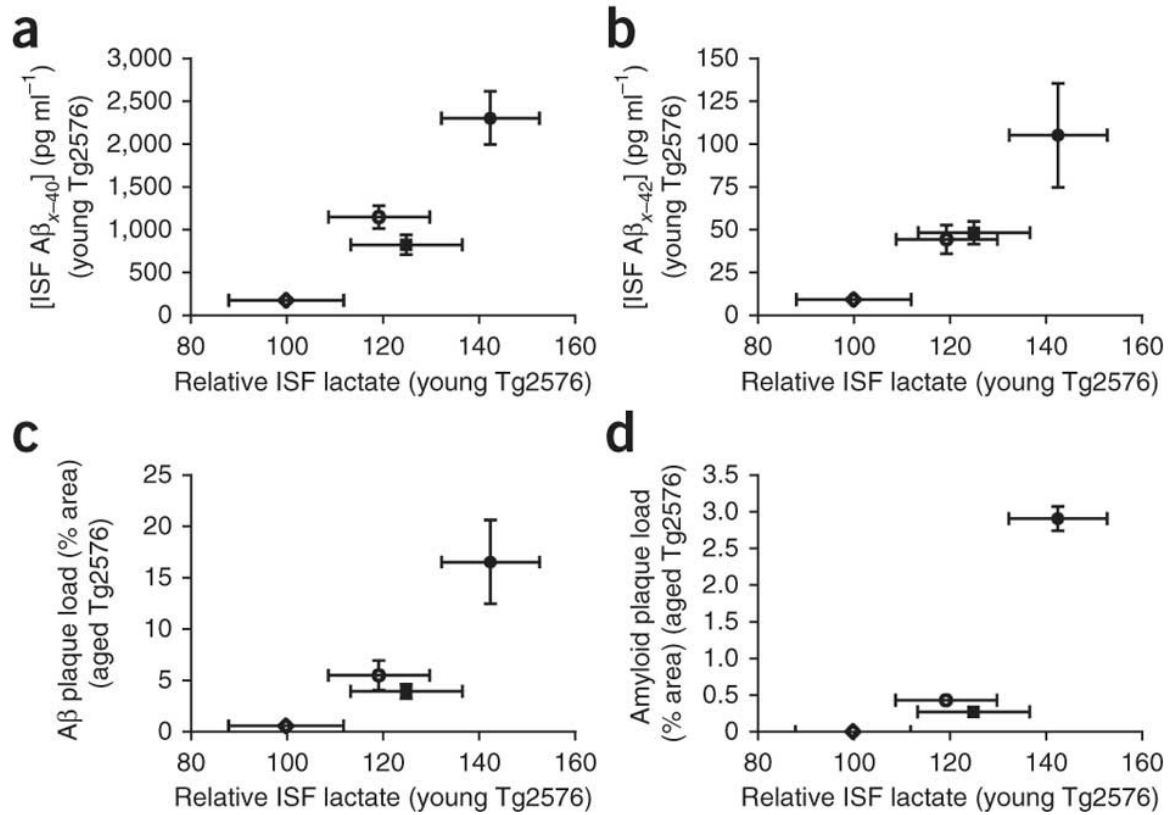 a
[ISF Aβx–40] (pg ml−1)
(young Tg2576)
3,000
2,500
2,000
1,500
1,000
500
0
80 100 120 140 160
Relative ISF lactate (young Tg2576)
b
[ISF Aβx–42] (pg ml−1)
(young Tg2576)
150
125
100
75
50
25
0
80 100 120 140 160
Relative ISF lactate (young Tg2576)
c
Aβ plaque load (% area)
(aged Tg2576)
25
20
15
10
5
0
80 100 120 140 160
Relative ISF lactate (young Tg2576)
d
Amyloid plaque load
(% area) (aged Tg2576)
3.5
3.0
2.5
2.0
1.5
1.0
0.5
0
80 100 120 140 160
Relative ISF lactate (young Tg2576)